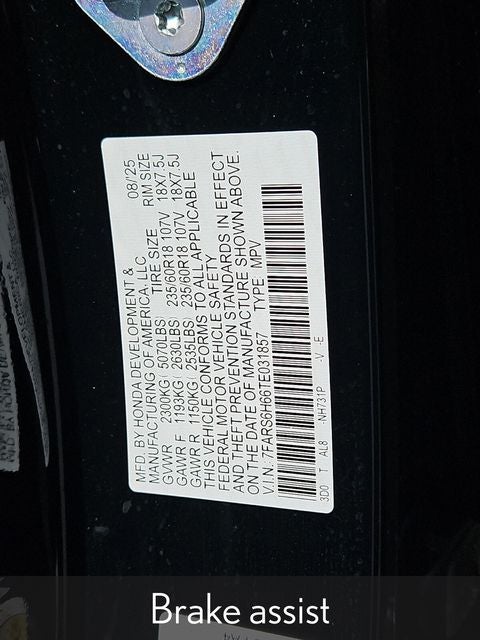 MFD. BY HONDA DEVELOPMENT & 08/'25
MANUFACTURING OF AMERICA, LLC TIRE SIZE RIM SIZE
GVWR 2300KG( 5070LBS) 235/60R18 107V 18X7.5J
GAWR F 1193KG( 2630LBS) 235/60R18 107V 18X7.5J
GAWR R 1150KG( 2535LBS)
THIS VEHICLE CONFORMS TO ALL APPLICABLE
FEDERAL MOTOR VEHICLE SAFETY
AND THEFT PREVENTION STANDARDS IN EFFECT
ON THE DATE OF MANUFACTURE SHOWN ABOVE.
V.I.N. 7FARS6H66TE031857 TYPE MPV
3D0 T AL8 -NH731P -V -E
Brake assist